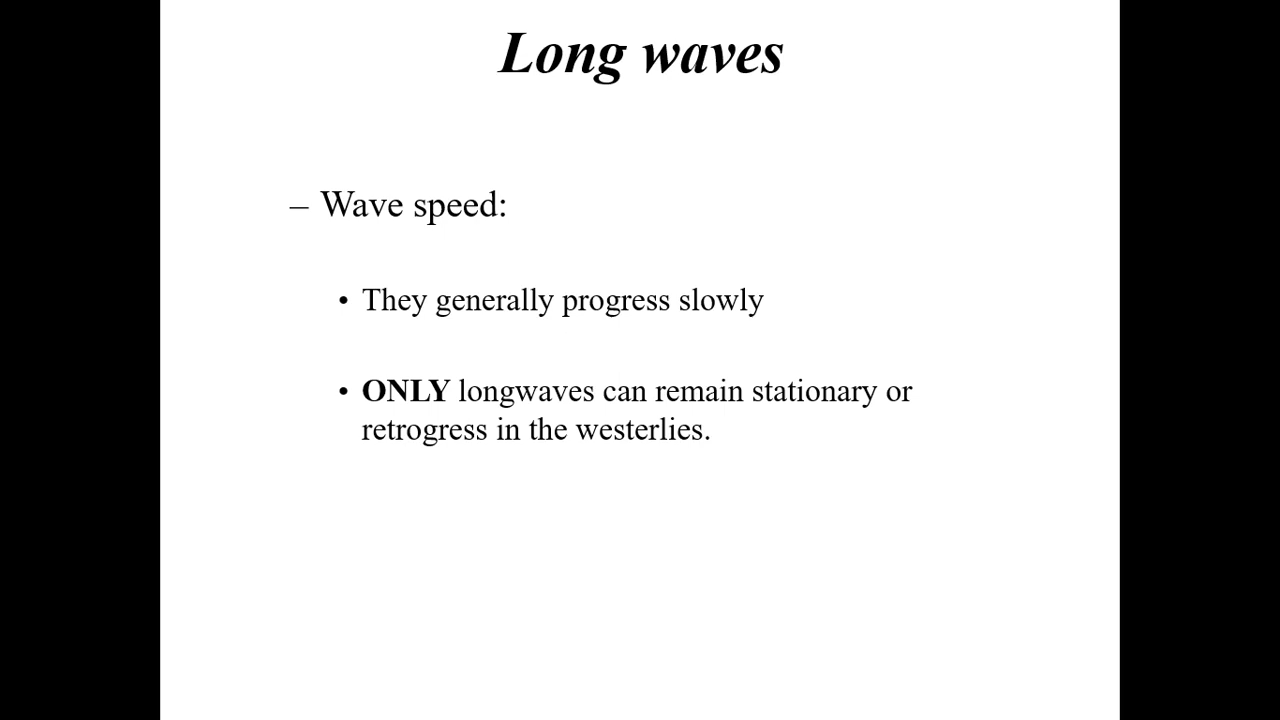 Long waves
– Wave speed:
• They generally progress slowly
• ONLY longwaves can remain stationary or
retrogress in the westerlies.